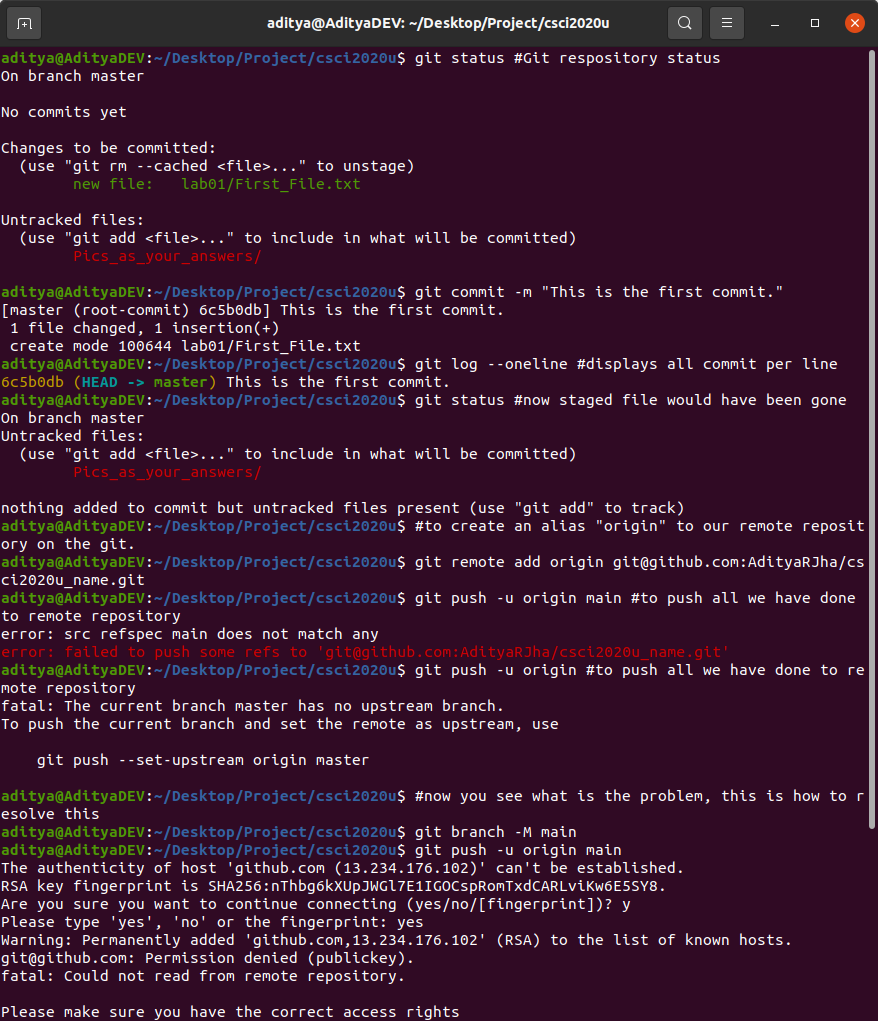 aditya@AdityaDEV: ~/Desktop/Project/csci2020u
aditya@AdityaDEV:~/Desktop/Project/csci2020u$ git status #Git respository status
On branch master
No commits yet
Changes to be committed:
  (use "git rm --cached <file>..." to unstage)
        new file:   lab01/First_File.txt
Untracked files:
  (use "git add <file>..." to include in what will be committed)
        Pics_as_your_answers/
aditya@AdityaDEV:~/Desktop/Project/csci2020u$ git commit -m "This is the first commit."
[master (root-commit) 6c5b0db] This is the first commit.
 1 file changed, 1 insertion(+)
 create mode 100644 lab01/First_File.txt
aditya@AdityaDEV:~/Desktop/Project/csci2020u$ git log --oneline #displays all commit per line
6c5b0db (HEAD -> master) This is the first commit.
aditya@AdityaDEV:~/Desktop/Project/csci2020u$ git status #now staged file would have been gone
On branch master
Untracked files:
  (use "git add <file>..." to include in what will be committed)
        Pics_as_your_answers/
nothing added to commit but untracked files present (use "git add" to track)
aditya@AdityaDEV:~/Desktop/Project/csci2020u$ #to create an alias "origin" to our remote reposit
ory on the git.
aditya@AdityaDEV:~/Desktop/Project/csci2020u$ git remote add origin git@github.com:AdityaRJha/cs
ci2020u_name.git
aditya@AdityaDEV:~/Desktop/Project/csci2020u$ git push -u origin main #to push all we have done
to remote repository
error: src refspec main does not match any
error: failed to push some refs to 'git@github.com:AdityaRJha/csci2020u_name.git'
aditya@AdityaDEV:~/Desktop/Project/csci2020u$ git push -u origin #to push all we have done to re
mote repository
fatal: The current branch master has no upstream branch.
To push the current branch and set the remote as upstream, use
    git push --set-upstream origin master
aditya@AdityaDEV:~/Desktop/Project/csci2020u$ #now you see what is the problem, this is how to r
esolve this
aditya@AdityaDEV:~/Desktop/Project/csci2020u$ git branch -M main
aditya@AdityaDEV:~/Desktop/Project/csci2020u$ git push -u origin main
The authenticity of host 'github.com (13.234.176.102)' can't be established.
RSA key fingerprint is SHA256:nThbg6kXUpJWGl7E1IGOCspRomTxdCARLviKw6E5SY8.
Are you sure you want to continue connecting (yes/no/[fingerprint])? y
Please type 'yes', 'no' or the fingerprint: yes
Warning: Permanently added 'github.com,13.234.176.102' (RSA) to the list of known hosts.
git@github.com: Permission denied (publickey).
fatal: Could not read from remote repository.
Please make sure you have the correct access rights